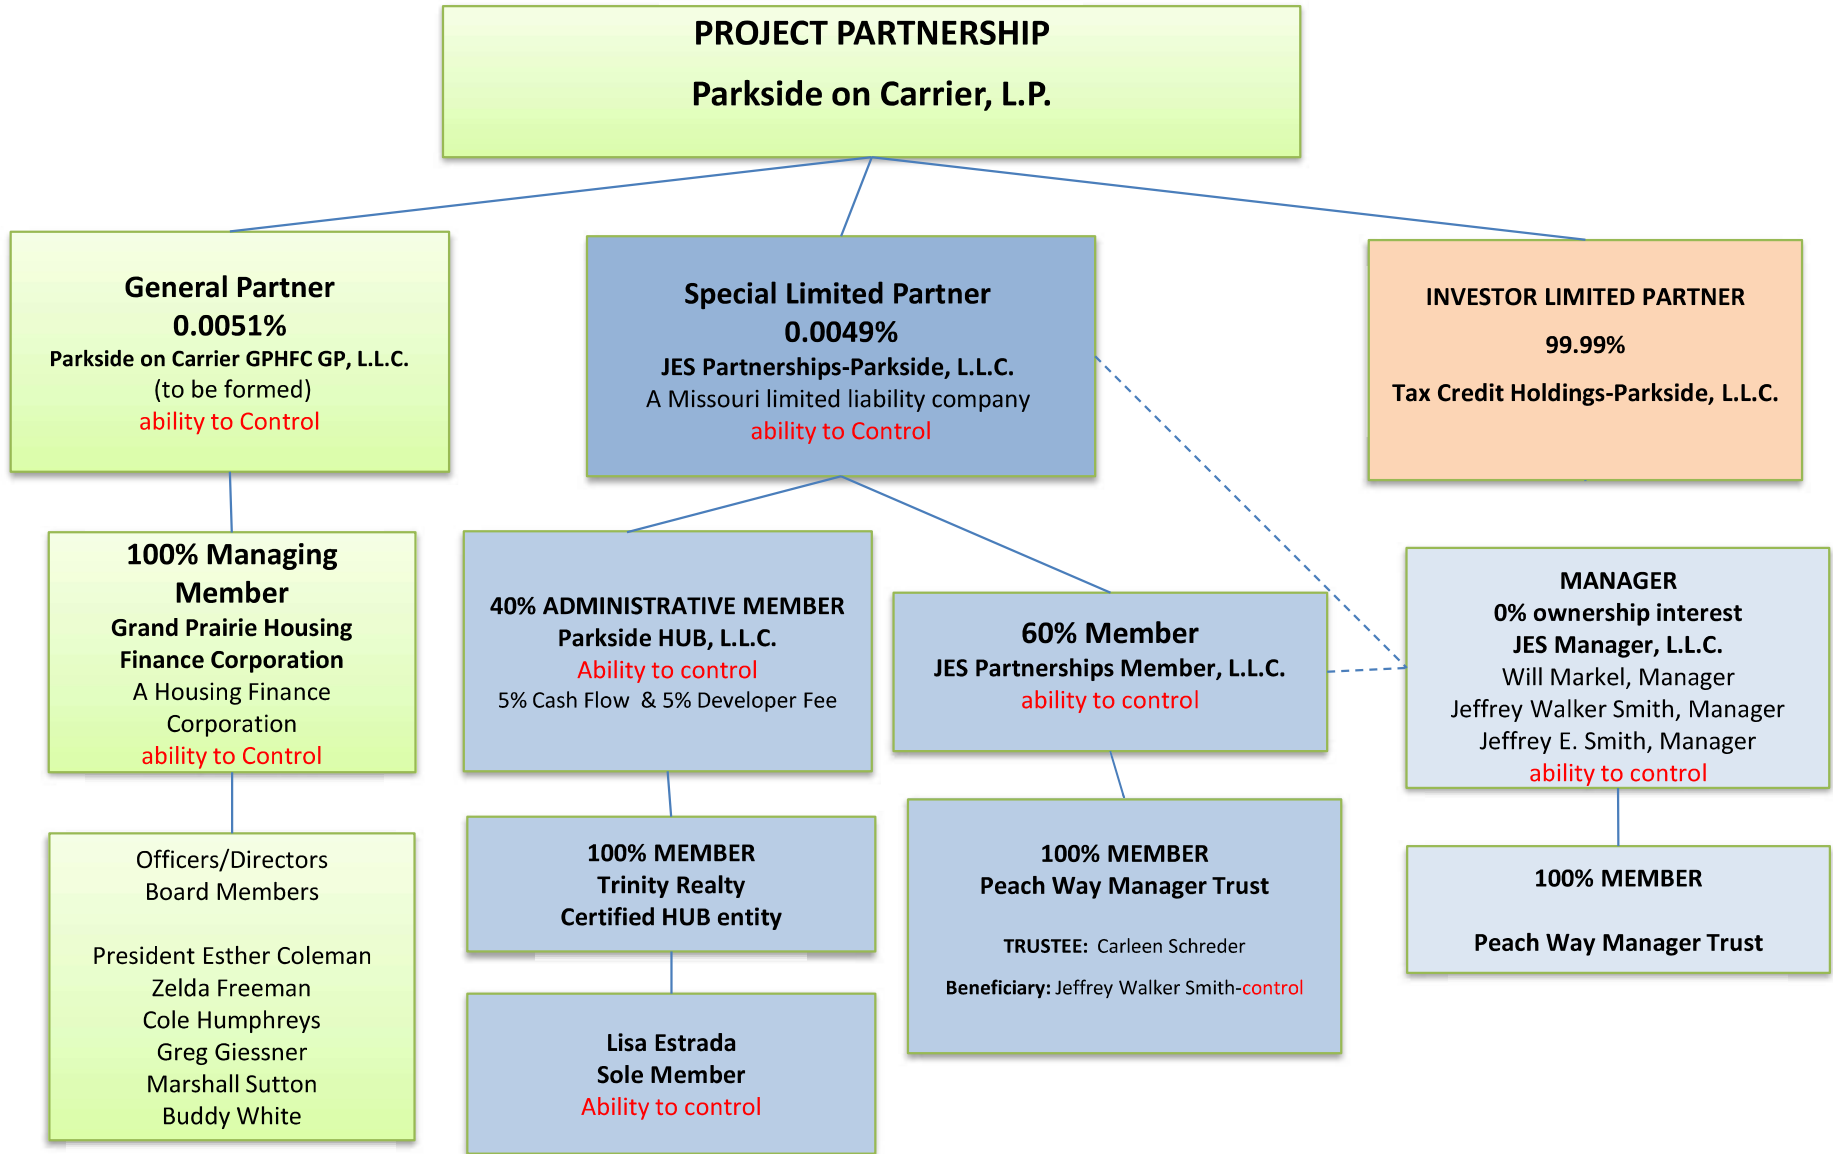 PROJECT PARTNERSHIP
Parkside on Carrier, L.P.
General Partner
0.0051%
Parkside on Carrier GPHFC GP, L.L.C.
(to be formed)
ability to Control
Special Limited Partner
0.0049%
JES Partnerships-Parkside, L.L.C.
A Missouri limited liability company
ability to Control
INVESTOR LIMITED PARTNER
99.99%
Tax Credit Holdings-Parkside, L.L.C.
100% Managing
Member
Grand Prairie Housing
Finance Corporation
A Housing Finance
Corporation
ability to Control
40% ADMINISTRATIVE MEMBER
Parkside HUB, L.L.C.
Ability to control
5% Cash Flow & 5% Developer Fee
60% Member
JES Partnerships Member, L.L.C.
ability to control
MANAGER
0% ownership interest
JES Manager, L.L.C.
Will Markel, Manager
Jeffrey Walker Smith, Manager
Jeffrey E. Smith, Manager
ability to control
Officers/Directors
Board Members
President Esther Coleman
Zelda Freeman
Cole Humphreys
Greg Giessner
Marshall Sutton
Buddy White
100% MEMBER
Trinity Realty
Certified HUB entity
100% MEMBER
Peach Way Manager Trust
TRUSTEE: Carleen Schreder
Beneficiary: Jeffrey Walker Smith-control
100% MEMBER
Peach Way Manager Trust
Lisa Estrada
Sole Member
Ability to control